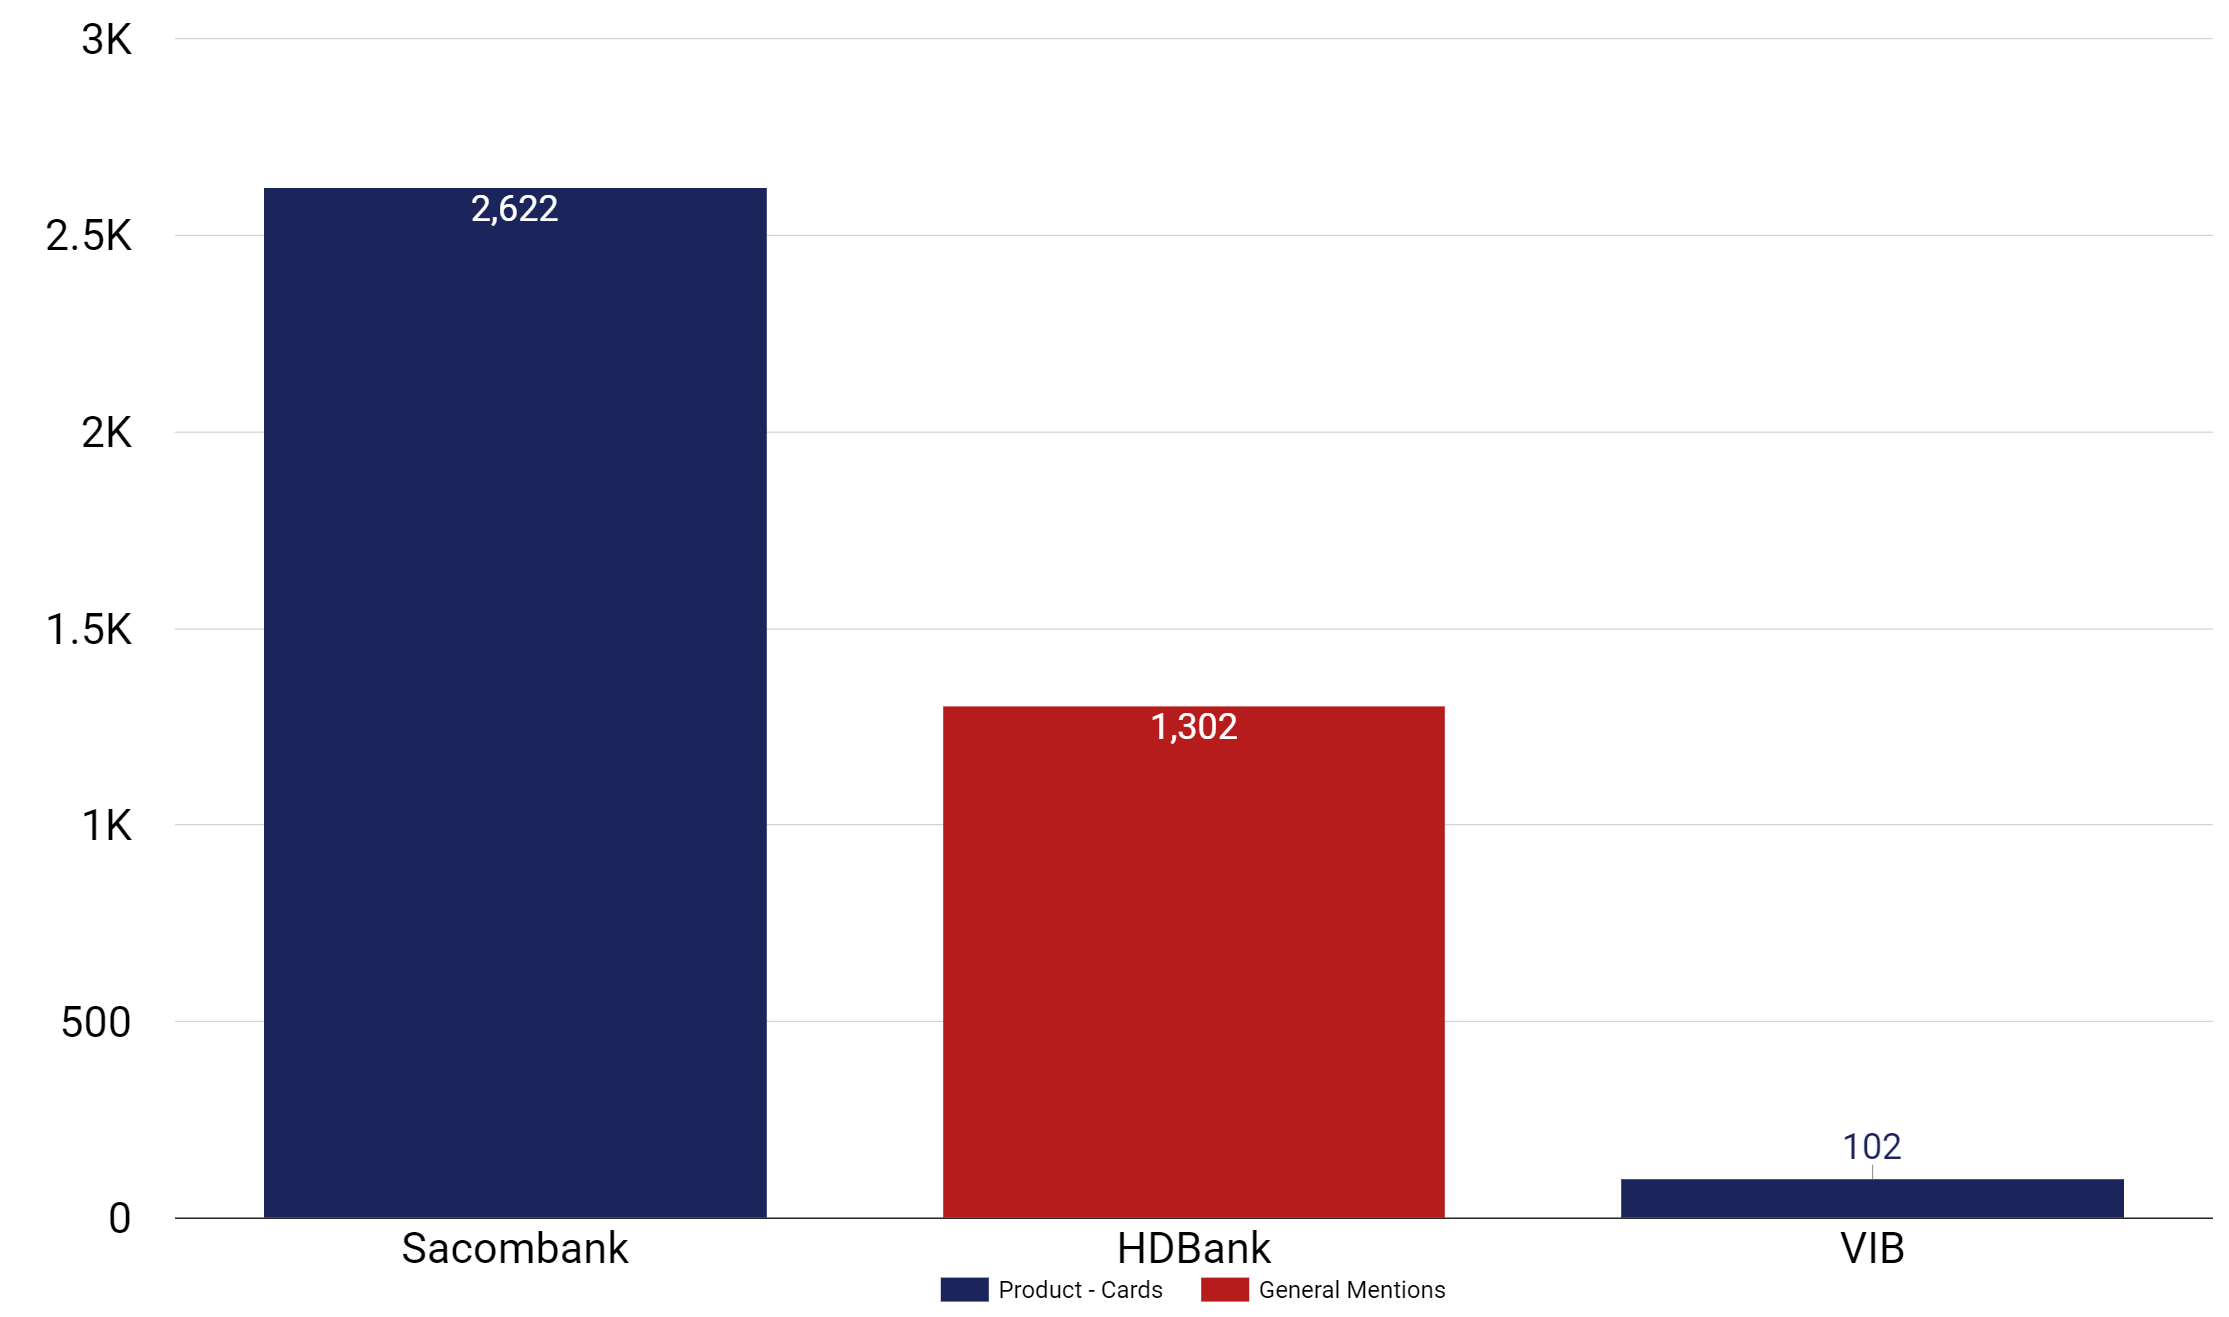 3K
2,622
2.5K
2K
1.5K
1,302
1K
500
102
0
Sacombank HDBank VIB
Product - Cards General Mentions